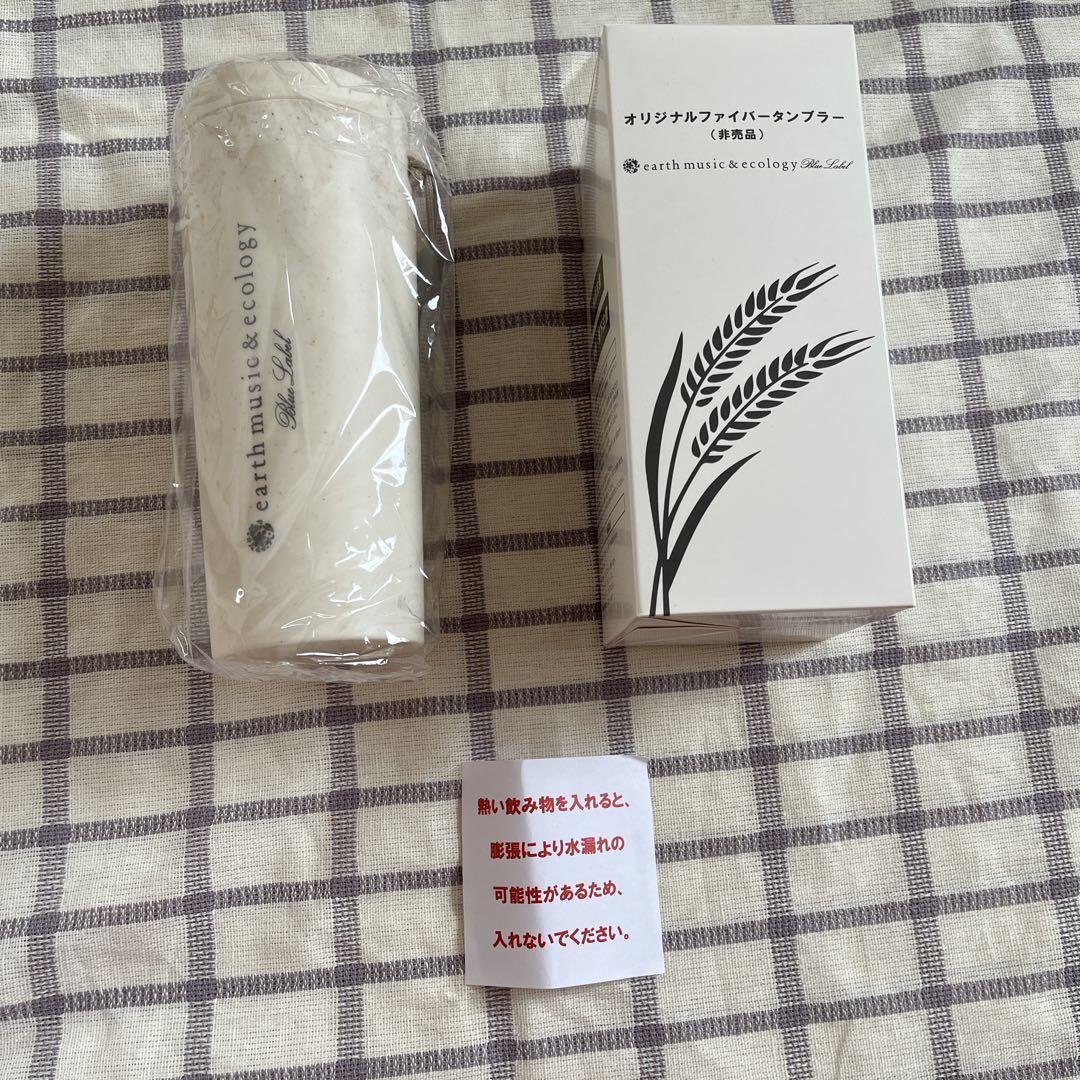 earth music & ecology
Blue Label
オリジナルファイバータンブラー
(非売品)
earth music & ecology Blue Label
熱い飲み物を入れると、
膨張により水漏れの
可能性があるため、
入れないでください。